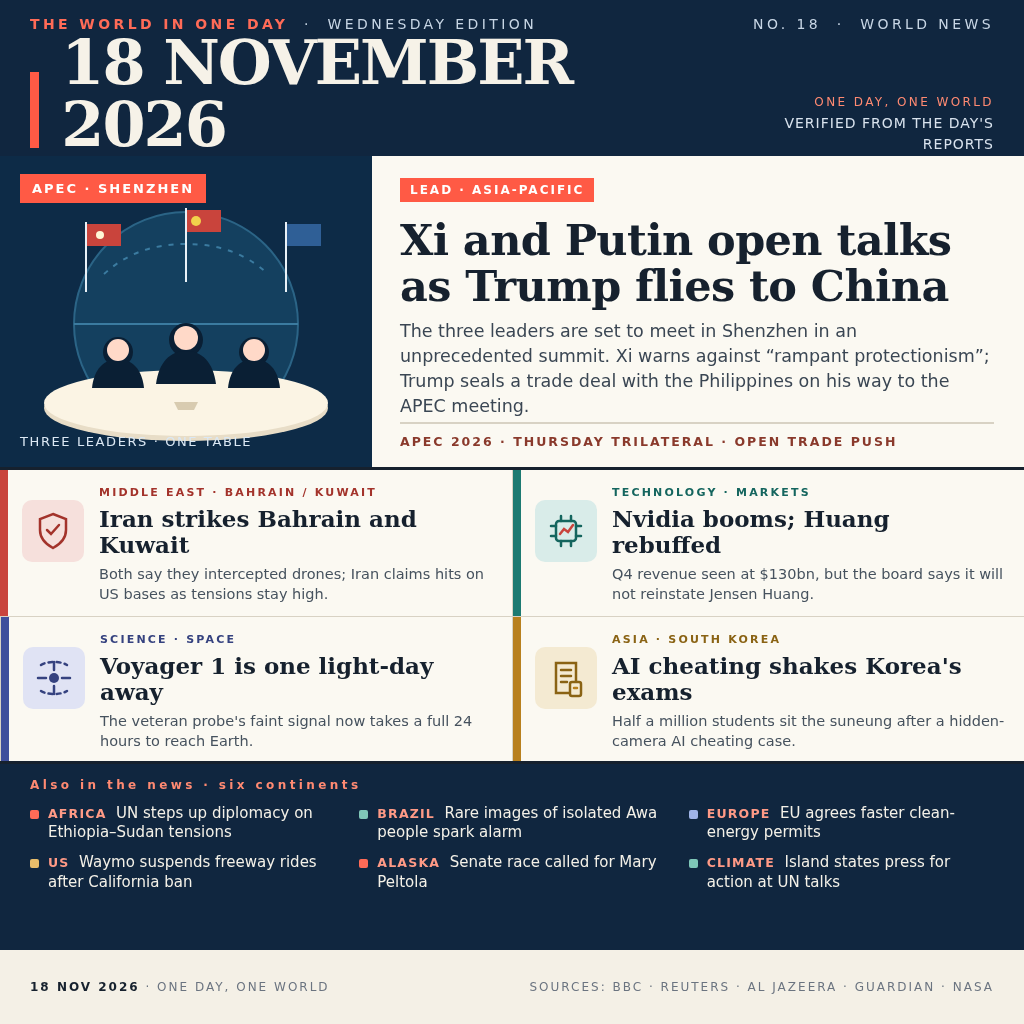 THE WORLD IN ONE DAY · WEDNESDAY EDITION
NO. 18 · WORLD NEWS
18 NOVEMBER
2026
ONE DAY, ONE WORLD
VERIFIED FROM THE DAY'S
REPORTS
APEC · SHENZHEN
THREE LEADERS · ONE TABLE
LEAD · ASIA-PACIFIC
Xi and Putin open talks
as Trump flies to China
The three leaders are set to meet in Shenzhen in an
unprecedented summit. Xi warns against “rampant protectionism”;
Trump seals a trade deal with the Philippines on his way to the
APEC meeting.
APEC 2026 · THURSDAY TRILATERAL · OPEN TRADE PUSH
MIDDLE EAST · BAHRAIN / KUWAIT
Iran strikes Bahrain and
Kuwait
Both say they intercepted drones; Iran claims hits on
US bases as tensions stay high.
TECHNOLOGY · MARKETS
Nvidia booms; Huang
rebuffed
Q4 revenue seen at $130bn, but the board says it will
not reinstate Jensen Huang.
SCIENCE · SPACE
Voyager 1 is one light-day
away
The veteran probe's faint signal now takes a full 24
hours to reach Earth.
ASIA · SOUTH KOREA
AI cheating shakes Korea's
exams
Half a million students sit the suneung after a hidden-
camera AI cheating case.
Also in the news · six continents
AFRICA UN steps up diplomacy on
Ethiopia–Sudan tensions
BRAZIL Rare images of isolated Awa
people spark alarm
EUROPE EU agrees faster clean-
energy permits
US Waymo suspends freeway rides
after California ban
ALASKA Senate race called for Mary
Peltola
CLIMATE Island states press for
action at UN talks
18 NOV 2026 · ONE DAY, ONE WORLD
SOURCES: BBC · REUTERS · AL JAZEERA · GUARDIAN · NASA